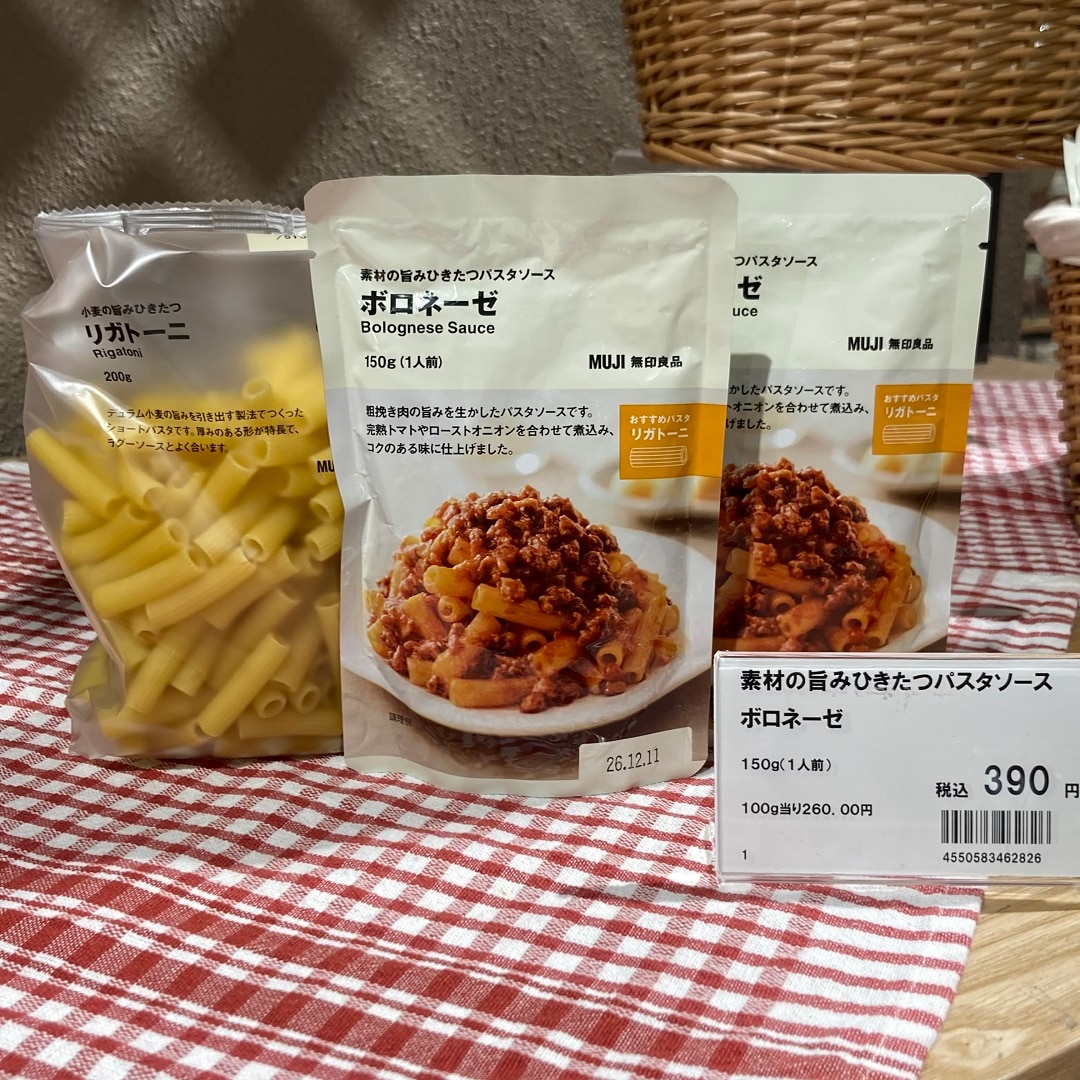 小麦の旨みひきたつ
リガトーニ
Rigatoni
200g
デュラム小麦の旨みを引き出す製法でつくった
ショートパスタです。厚みのある形が特長で、
ラグーソースとよく合います。
MU
素材の旨みひきたつパスタソース
ボロネーゼ
Bolognese Sauce
150g(1人前)
MUJI 無印良品
粗挽き肉の旨みを生かしたパスタソースです。
完熟トマトやローストオニオンを合わせて煮込み、
コクのある味に仕上げました。
おすすめパスタ
リガトーニ
調理例
26.12.11
つパスタソース
ゼ
uce
MUJI 無印良品
かしたパスタソースです。
トオニオンを合わせて煮込み、
げました。
おすすめパスタ
リガトーニ
素材の旨みひきたつパスタソース
ボロネーゼ
150g(1人前)
税込 390 円
100g当り260.00円
1
4550583462826